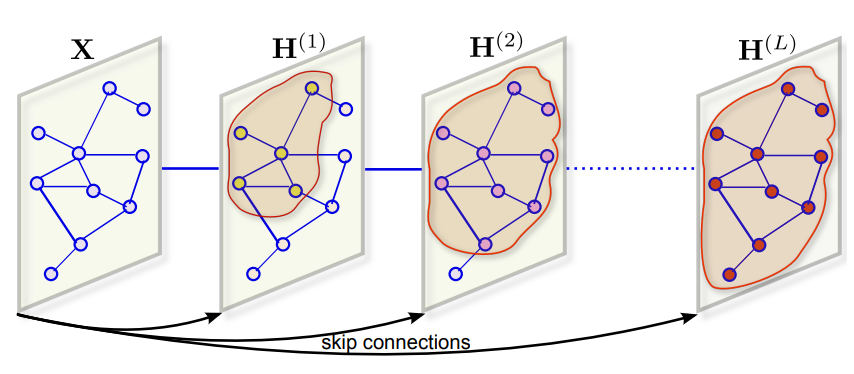 X
H^(1)
H^(2)
H^(L)
skip connections